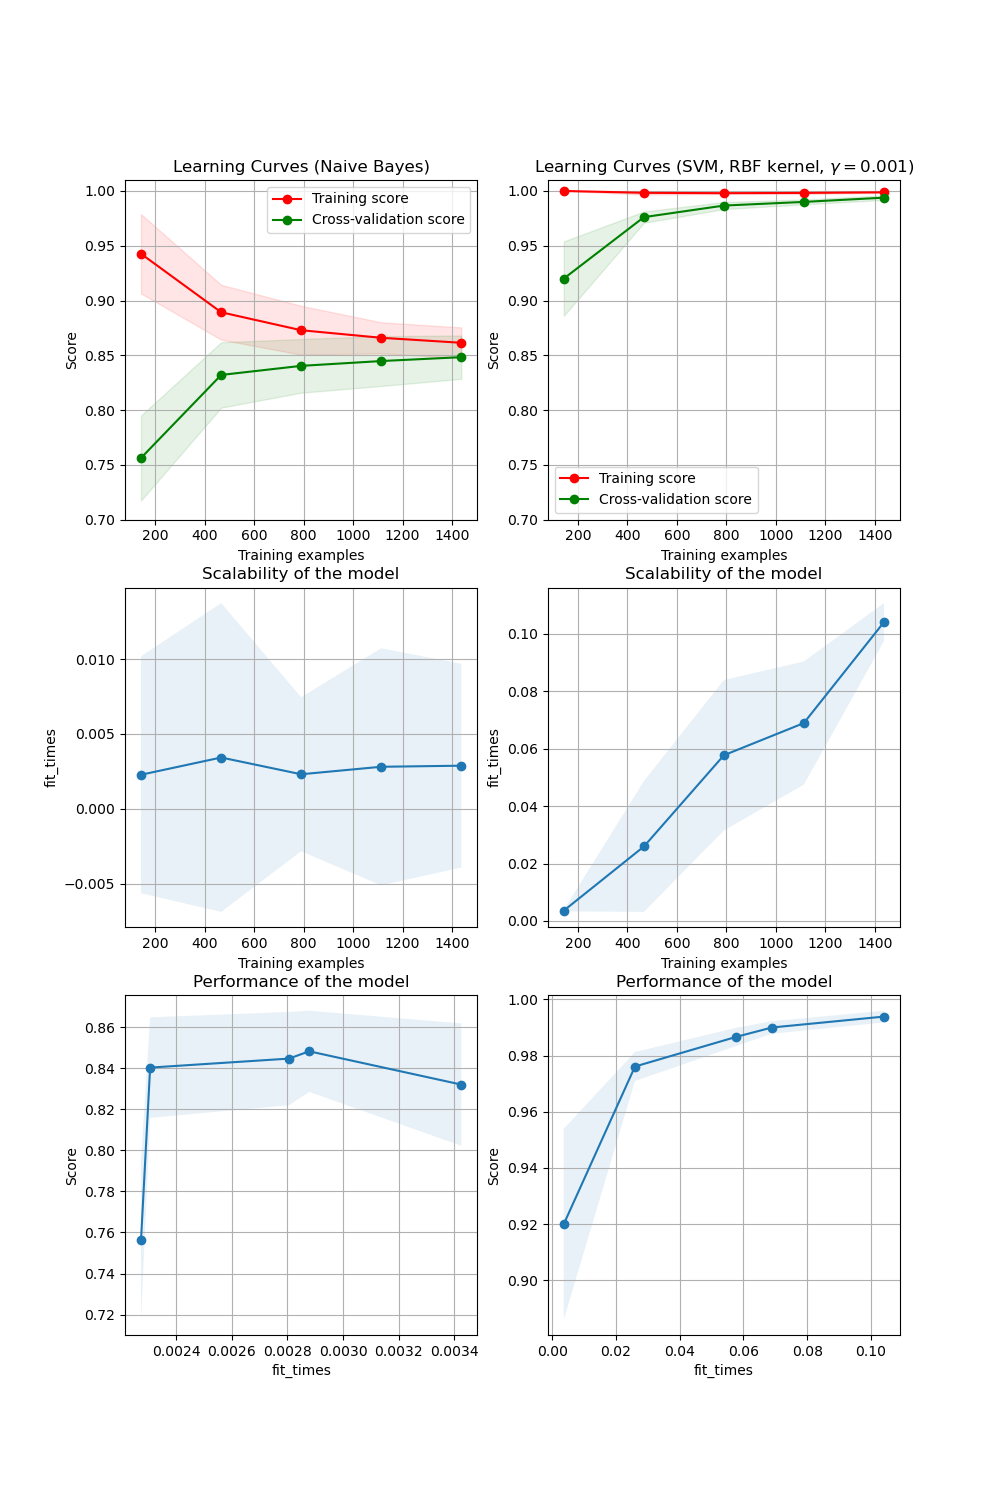 Learning Curves (Naive Bayes)
Score
1.00
0.95
0.90
0.85
0.80
0.75
0.70
Training score
Cross-validation score
200 400 600 800 1000 1200 1400
Training examples
Learning Curves (SVM, RBF kernel, γ = 0.001)
Score
1.00
0.95
0.90
0.85
0.80
0.75
0.70
Training score
Cross-validation score
200 400 600 800 1000 1200 1400
Training examples
Scalability of the model
fit_times
0.010
0.005
0.000
−0.005
200 400 600 800 1000 1200 1400
Training examples
Scalability of the model
fit_times
0.10
0.08
0.06
0.04
0.02
0.00
200 400 600 800 1000 1200 1400
Training examples
Performance of the model
Score
0.86
0.84
0.82
0.80
0.78
0.76
0.74
0.72
0.0024 0.0026 0.0028 0.0030 0.0032 0.0034
fit_times
Performance of the model
Score
1.00
0.98
0.96
0.94
0.92
0.90
0.00 0.02 0.04 0.06 0.08 0.10
fit_times